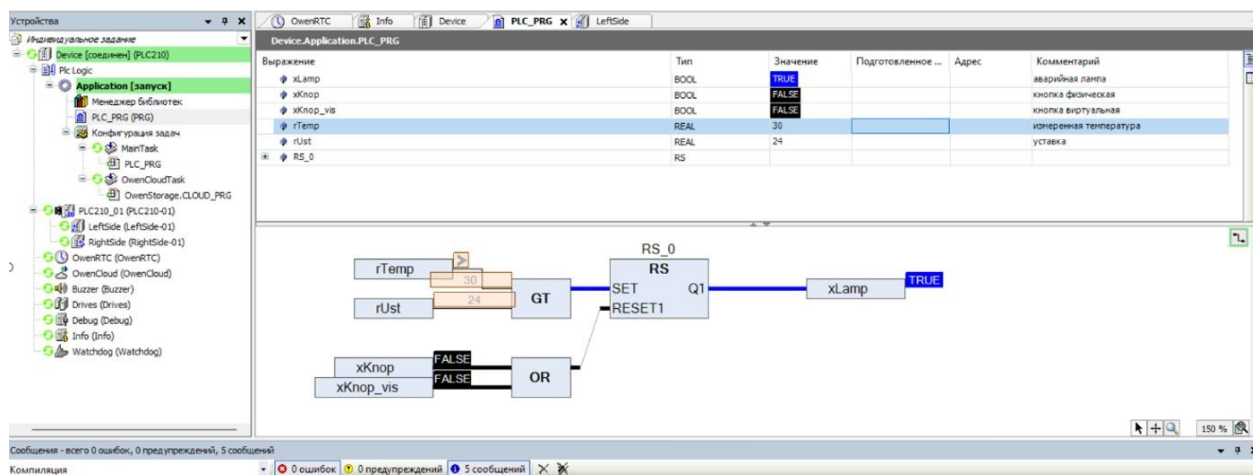 Устройства
Индивидуальное задание
Device [соединен] (PLC210)
Plc Logic
Application [запуск]
Менеджер библиотек
PLC_PRG (PRG)
Конфигурация задач
MainTask
PLC_PRG
OwenCloudTask
OwenStorage.CLOUD_PRG
PLC210_01 (PLC210-01)
LeftSide (LeftSide-01)
RightSide (RightSide-01)
OwenRTC (OwenRTC)
OwenCloud (OwenCloud)
Buzzer (Buzzer)
Drives (Drives)
Debug (Debug)
Info (Info)
Watchdog (Watchdog)
OwenRTC Info Device PLC_PRG LeftSide
Device.Application.PLC_PRG
Выражение Тип Значение Подготовленное ... Адрес Комментарий
xLamp BOOL TRUE аварийная лампа
xKnop BOOL FALSE кнопка физическая
xKnop_vis BOOL FALSE кнопка виртуальная
rTemp REAL 30 измеренная температура
rUst REAL 24 уставка
RS_0 RS
RS_0
rTemp 30 RS
rUst 24 GT SET Q1 xLamp TRUE
RESET1
xKnop FALSE
xKnop_vis FALSE OR
150 %
Сообщения - всего 0 ошибок, 0 предупреждений, 5 сообщений
Компиляция 0 ошибок 0 предупреждений 5 сообщений